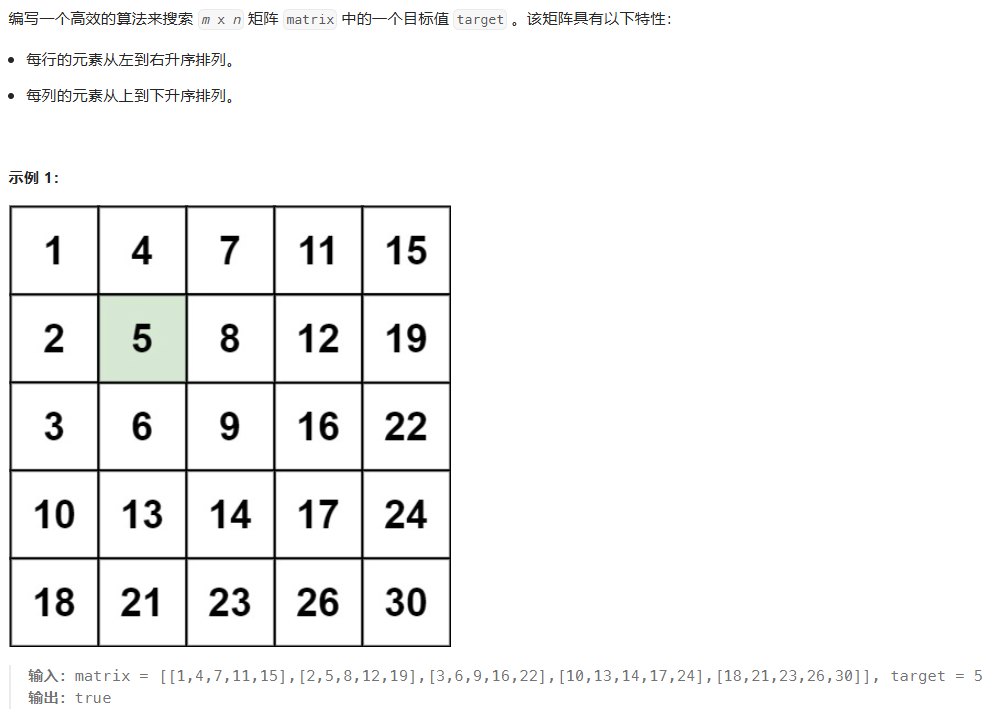 编写一个高效的算法来搜索 m x n 矩阵 matrix 中的一个目标值 target 。该矩阵具有以下特性：
• 每行的元素从左到右升序排列。
• 每列的元素从上到下升序排列。
示例 1：
1 4 7 11 15
2 5 8 12 19
3 6 9 16 22
10 13 14 17 24
18 21 23 26 30
输入：matrix = [[1,4,7,11,15],[2,5,8,12,19],[3,6,9,16,22],[10,13,14,17,24],[18,21,23,26,30]], target = 5
输出：true